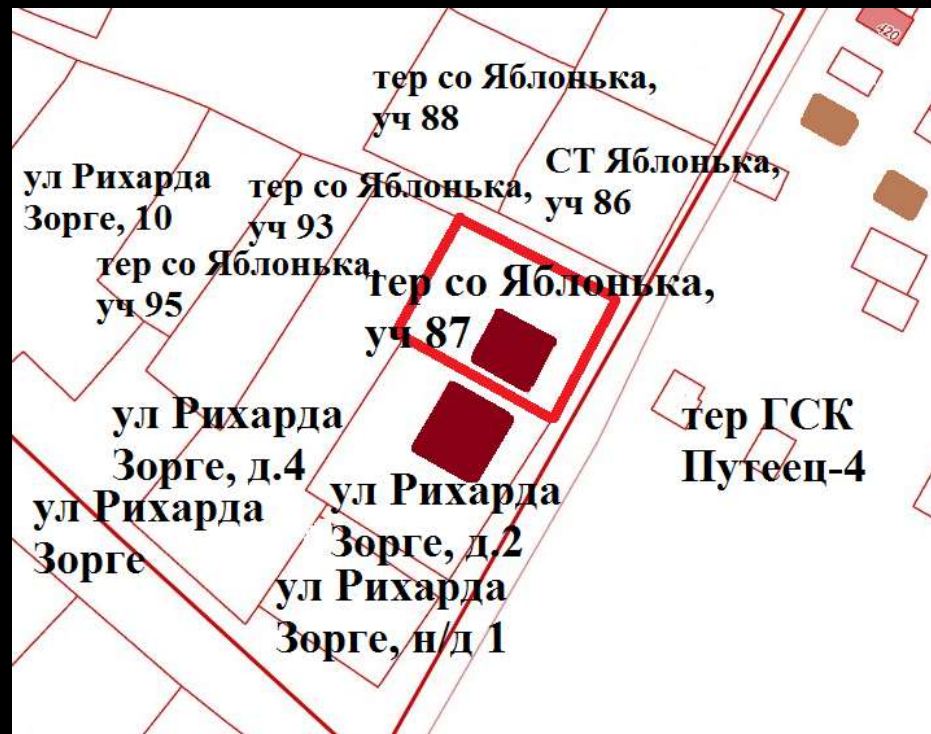 420
тер со Яблонька,
уч 88
СТ Яблонька,
уч 86
ул Рихарда
Зорге, 10
тер со Яблонька,
уч 93
тер со Яблонька,
уч 95
тер со Яблонька,
уч 87
ул Рихарда
Зорге, д.4
тер ГСК
Путеец-4
ул Рихарда
Зорге
ул Рихарда
Зорге, д.2
ул Рихарда
Зорге, н/д 1